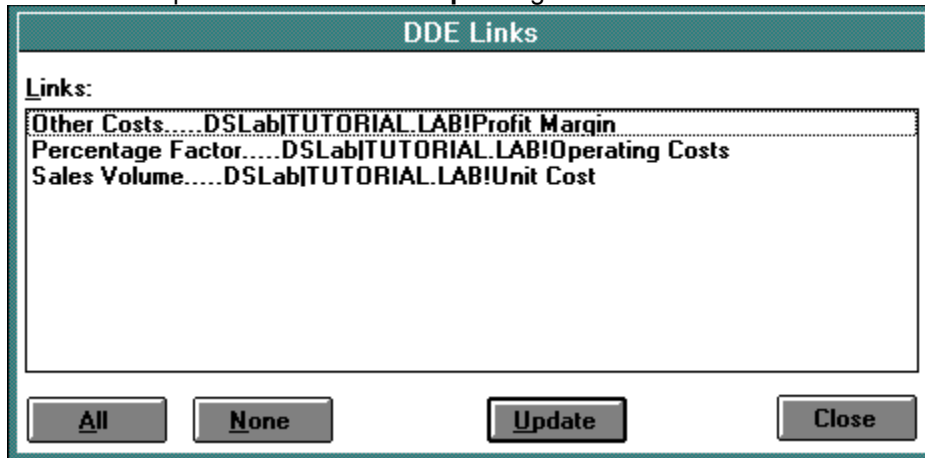 DDE Links
Links:
Other Costs.....DSLab|TUTORIAL.LAB!Profit Margin
Percentage Factor.....DSLab|TUTORIAL.LAB!Operating Costs
Sales Volume.....DSLab|TUTORIAL.LAB!Unit Cost
All None Update Close